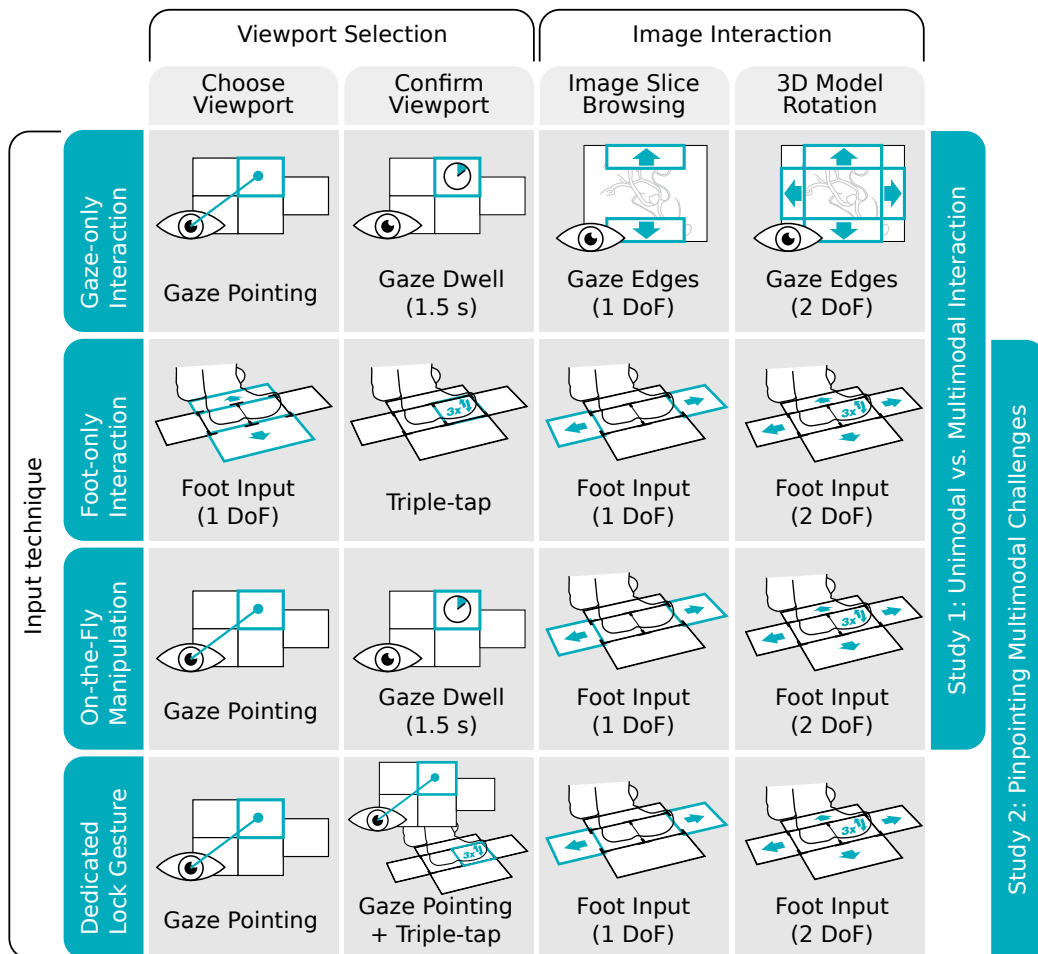 Viewport Selection
Image Interaction
Choose
Viewport
Confirm
Viewport
Image Slice
Browsing
3D Model
Rotation
Input technique
Gaze-only
Interaction
Gaze Pointing
Gaze Dwell
(1.5 s)
Gaze Edges
(1 DoF)
Gaze Edges
(2 DoF)
Foot-only
Interaction
Foot Input
(1 DoF)
3x
Triple-tap
Foot Input
(1 DoF)
3x
Foot Input
(2 DoF)
On-the-Fly
Manipulation
Gaze Pointing
Gaze Dwell
(1.5 s)
Foot Input
(1 DoF)
3x
Foot Input
(2 DoF)
Dedicated
Lock Gesture
Gaze Pointing
3x
Gaze Pointing
+ Triple-tap
Foot Input
(1 DoF)
3x
Foot Input
(2 DoF)
Study 1: Unimodal vs. Multimodal Interaction
Study 2: Pinpointing Multimodal Challenges